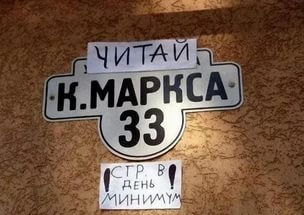 ЧИТАЙ
К.МАРКСА
33
! СТР. В !
ДЕНЬ
МИНИМУМ